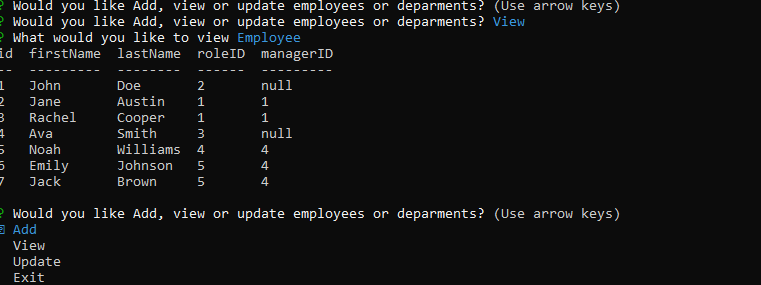 ? Would you like Add, view or update employees or deparments? (Use arrow keys)
? Would you like Add, view or update employees or deparments? View
? What would you like to view Employee
id firstName lastName roleID managerID
-- --------- -------- ------ ---------
1 John Doe 2 null
2 Jane Austin 1 1
3 Rachel Cooper 1 1
4 Ava Smith 3 null
5 Noah Williams 4 4
6 Emily Johnson 5 4
7 Jack Brown 5 4
? Would you like Add, view or update employees or deparments? (Use arrow keys)
Add
View
Update
Exit